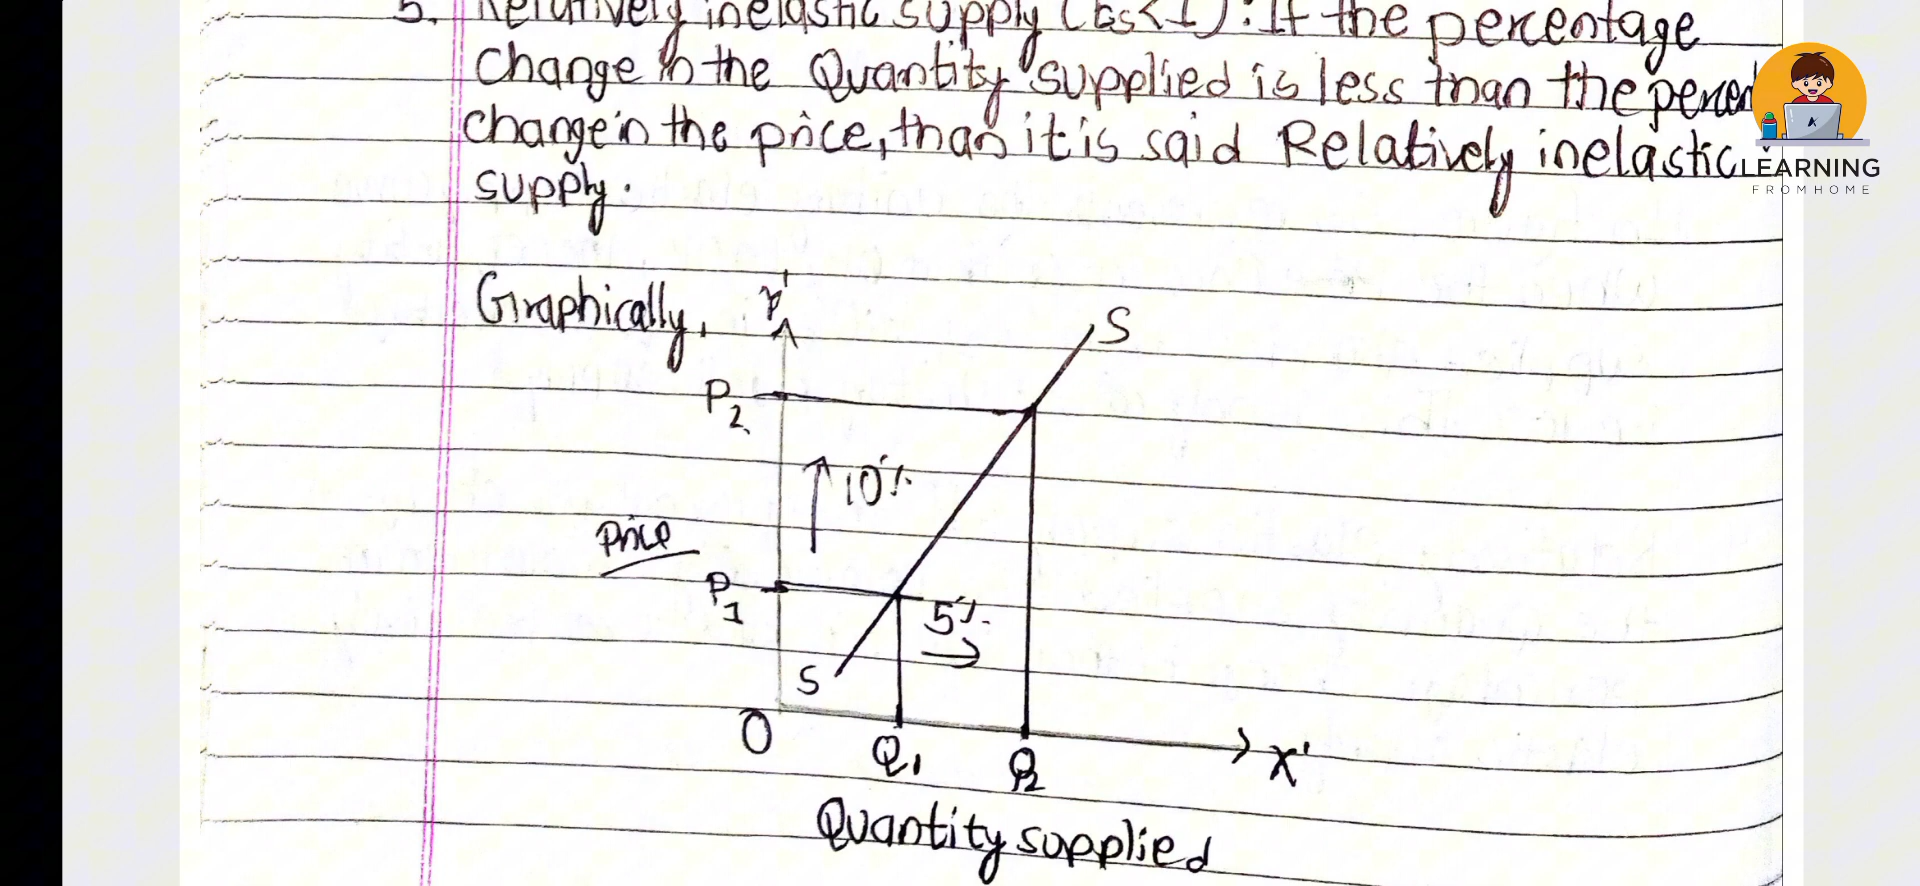 5. Relatively inelastic supply (Es<1): If the percentage
Change in the Quantity supplied is less than the
change in the price, than it is said Relatively inelastic
supply.
LEARNING
FROM HOME
Graphically,
Y'
S
P2
10%
Price
P1
5%
S
O
Q1
Q2
X'
Quantity supplied